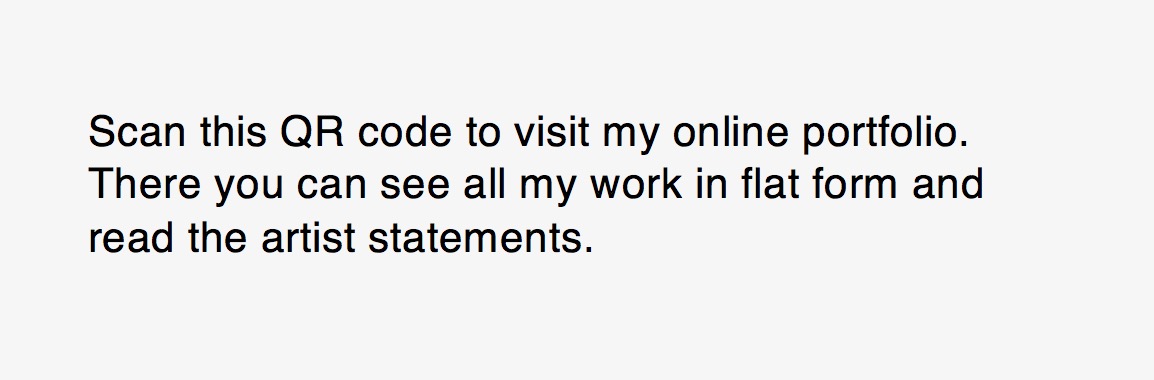 Scan this QR code to visit my online portfolio.
There you can see all my work in flat form and
read the artist statements.